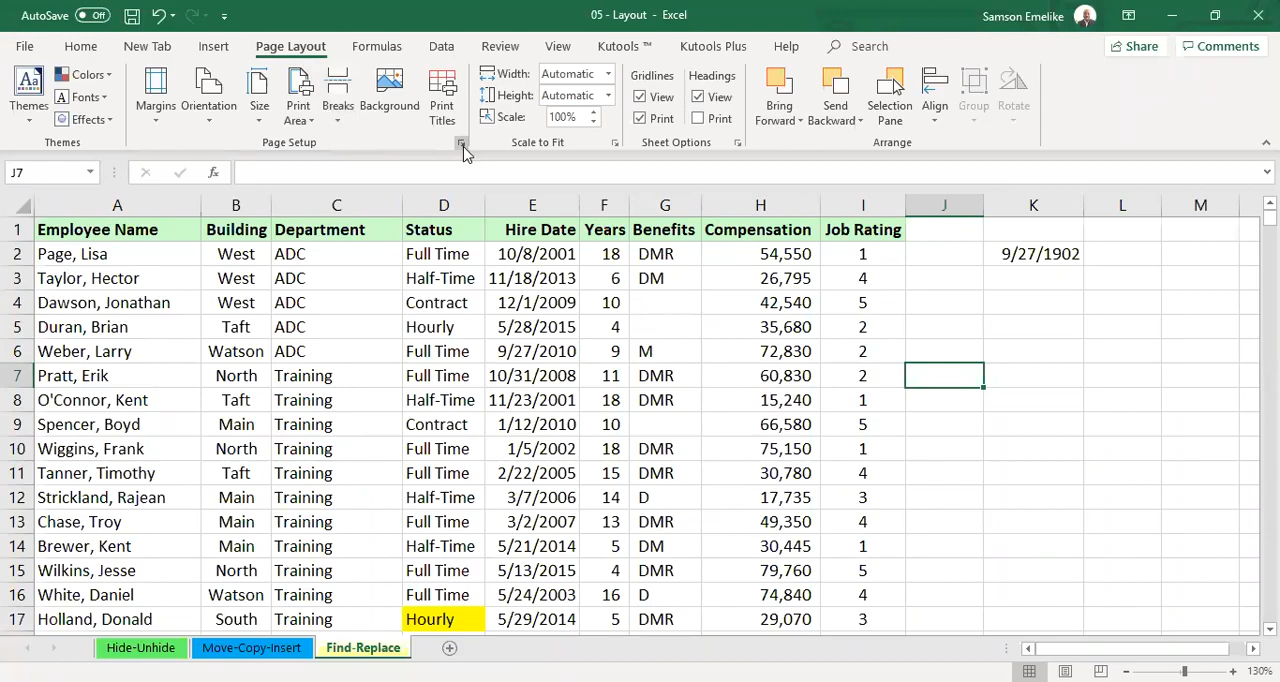 AutoSave Off 05 - Layout - Excel Samson Emelike
File Home New Tab Insert Page Layout Formulas Data Review View Kutools ™ Kutools Plus Help Search Share Comments
Themes Colors Fonts Effects
Margins Orientation Size Print Area Breaks Background Print Titles
Width: Automatic
Height: Automatic
Scale: 100%
Gridlines Headings
View View
Print Print
Bring Forward Send Backward Selection Pane Align Group Rotate
Themes Page Setup Scale to Fit Sheet Options Arrange
J7 fx
A B C D E F G H I J K L M
1 Employee Name Building Department Status Hire Date Years Benefits Compensation Job Rating
2 Page, Lisa West ADC Full Time 10/8/2001 18 DMR 54,550 1 9/27/1902
3 Taylor, Hector West ADC Half-Time 11/18/2013 6 DM 26,795 4
4 Dawson, Jonathan West ADC Contract 12/1/2009 10 42,540 5
5 Duran, Brian Taft ADC Hourly 5/28/2015 4 35,680 2
6 Weber, Larry Watson ADC Full Time 9/27/2010 9 M 72,830 2
7 Pratt, Erik North Training Full Time 10/31/2008 11 DMR 60,830 2
8 O'Connor, Kent Taft Training Half-Time 11/23/2001 18 DMR 15,240 1
9 Spencer, Boyd Main Training Contract 1/12/2010 10 66,580 5
10 Wiggins, Frank North Training Full Time 1/5/2002 18 DMR 75,150 1
11 Tanner, Timothy Taft Training Full Time 2/22/2005 15 DMR 30,780 4
12 Strickland, Rajean Main Training Half-Time 3/7/2006 14 D 17,735 3
13 Chase, Troy Main Training Full Time 3/2/2007 13 DMR 49,350 4
14 Brewer, Kent Main Training Half-Time 5/21/2014 5 DM 30,445 1
15 Wilkins, Jesse North Training Full Time 5/13/2015 4 DMR 79,760 5
16 White, Daniel Watson Training Full Time 5/24/2003 16 D 74,840 4
17 Holland, Donald South Training Hourly 5/29/2014 5 DMR 29,070 3
Hide-Unhide Move-Copy-Insert Find-Replace
130%